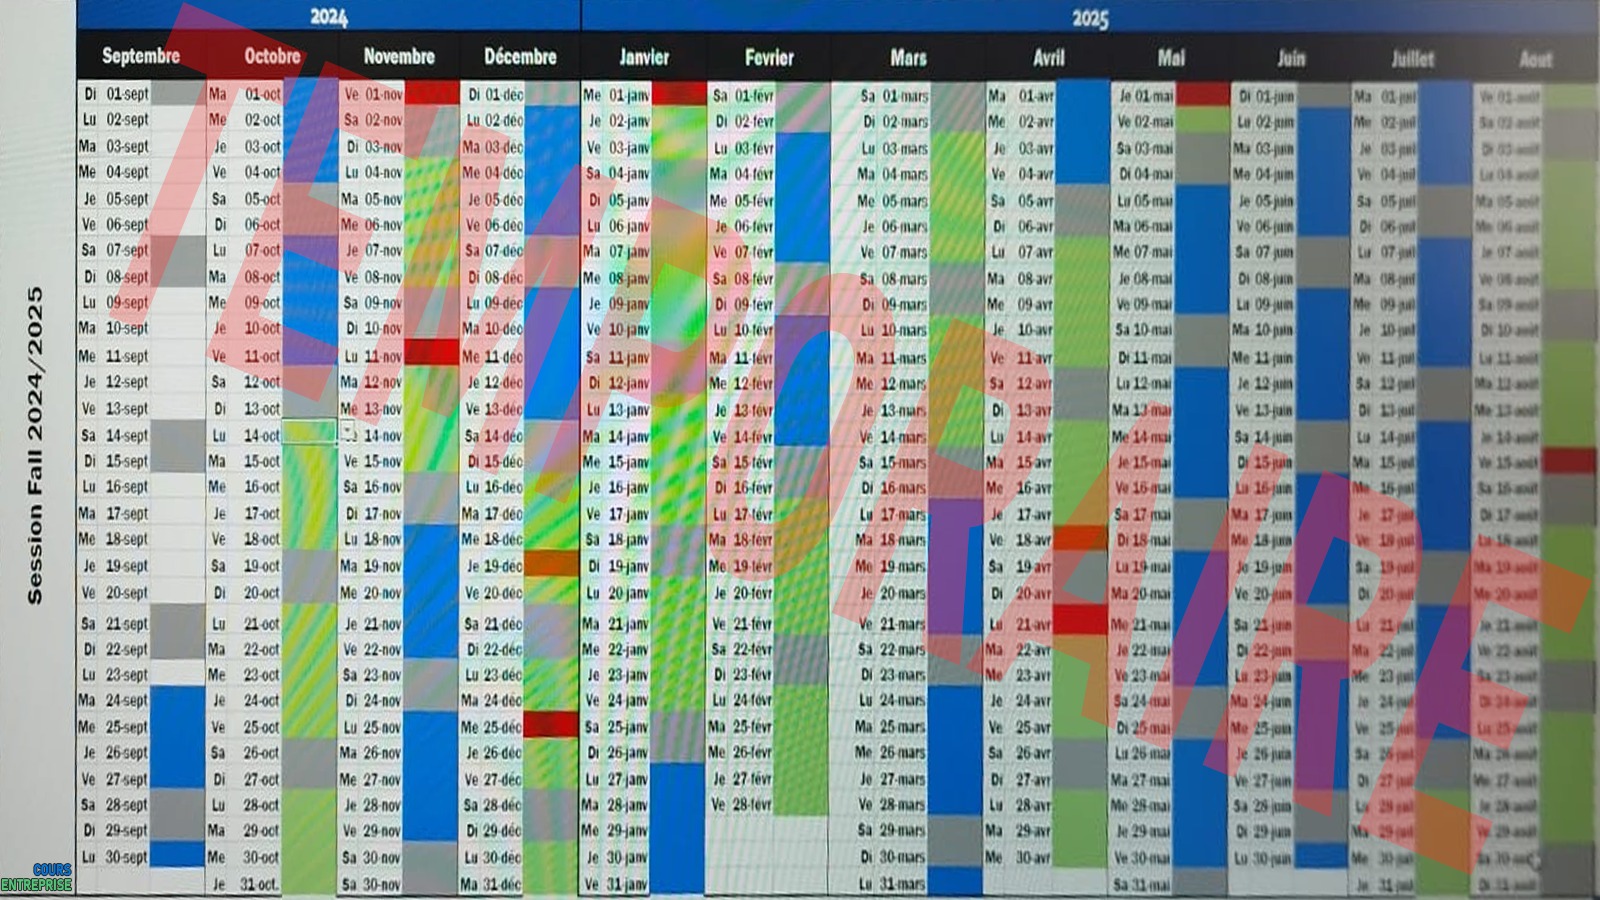 2024 2025
Septembre Octobre Novembre Décembre Janvier Fevrier Mars Avril Mai Juin Juillet Aout
Di 01-sept Ma 01-oct Ve 01-nov Di 01-déc Me 01-janv Sa 01-févr Sa 01-mars Ma 01-avr Je 01-mai Di 01-juin Ma 01-juil Ve 01-août
Lu 02-sept Me 02-oct Sa 02-nov Lu 02-déc Je 02-janv Di 02-févr Di 02-mars Me 02-avr Ve 02-mai Lu 02-juin Me 02-juil Sa 02-août
Ma 03-sept Je 03-oct Di 03-nov Ma 03-déc Ve 03-janv Lu 03-févr Lu 03-mars Je 03-avr Sa 03-mai Ma 03-juin Je 03-juil Di 03-août
Me 04-sept Ve 04-oct Lu 04-nov Me 04-déc Sa 04-janv Ma 04-févr Ma 04-mars Ve 04-avr Di 04-mai Me 04-juin Ve 04-juil Lu 04-août
Je 05-sept Sa 05-oct Ma 05-nov Je 05-déc Di 05-janv Me 05-févr Me 05-mars Sa 05-avr Lu 05-mai Je 05-juin Sa 05-juil Ma 05-août
Ve 06-sept Di 06-oct Me 06-nov Ve 06-déc Lu 06-janv Je 06-févr Je 06-mars Di 06-avr Ma 06-mai Ve 06-juin Di 06-juil Me 06-août
Sa 07-sept Lu 07-oct Je 07-nov Sa 07-déc Ma 07-janv Ve 07-févr Ve 07-mars Lu 07-avr Me 07-mai Sa 07-juin Lu 07-juil Je 07-août
Di 08-sept Ma 08-oct Ve 08-nov Di 08-déc Me 08-janv Sa 08-févr Sa 08-mars Ma 08-avr Je 08-mai Di 08-juin Ma 08-juil Ve 08-août
Lu 09-sept Me 09-oct Sa 09-nov Lu 09-déc Je 09-janv Di 09-févr Di 09-mars Me 09-avr Ve 09-mai Lu 09-juin Me 09-juil Sa 09-août
Ma 10-sept Je 10-oct Di 10-nov Ma 10-déc Ve 10-janv Lu 10-févr Lu 10-mars Je 10-avr Sa 10-mai Ma 10-juin Je 10-juil Di 10-août
Me 11-sept Ve 11-oct Lu 11-nov Me 11-déc Sa 11-janv Ma 11-févr Ma 11-mars Ve 11-avr Di 11-mai Me 11-juin Ve 11-juil Lu 11-août
Je 12-sept Sa 12-oct Ma 12-nov Je 12-déc Di 12-janv Me 12-févr Me 12-mars Sa 12-avr Lu 12-mai Je 12-juin Sa 12-juil Ma 12-août
Ve 13-sept Di 13-oct Me 13-nov Ve 13-déc Lu 13-janv Je 13-févr Je 13-mars Di 13-avr Ma 13-mai Ve 13-juin Di 13-juil Me 13-août
Sa 14-sept Lu 14-oct 14-nov Sa 14-déc Ma 14-janv Ve 14-févr Ve 14-mars Lu 14-avr Me 14-mai Sa 14-juin Lu 14-juil Je 14-août
Di 15-sept Ma 15-oct Ve 15-nov Di 15-déc Me 15-janv Sa 15-févr Sa 15-mars Ma 15-avr Je 15-mai Di 15-juin Ma 15-juil Ve 15-août
Lu 16-sept Me 16-oct Sa 16-nov Lu 16-déc Je 16-janv Di 16-févr Di 16-mars Me 16-avr Ve 16-mai Lu 16-juin Me 16-juil Sa 16-août
Ma 17-sept Je 17-oct Di 17-nov Ma 17-déc Ve 17-janv Lu 17-févr Lu 17-mars Je 17-avr Sa 17-mai Ma 17-juin Je 17-juil Di 17-août
Me 18-sept Ve 18-oct Lu 18-nov Me 18-déc Sa 18-janv Ma 18-févr Ma 18-mars Ve 18-avr Di 18-mai Me 18-juin Ve 18-juil Lu 18-août
Je 19-sept Sa 19-oct Ma 19-nov Je 19-déc Di 19-janv Me 19-févr Me 19-mars Sa 19-avr Lu 19-mai Je 19-juin Sa 19-juil Ma 19-août
Ve 20-sept Di 20-oct Me 20-nov Ve 20-déc Lu 20-janv Je 20-févr Je 20-mars Di 20-avr Ma 20-mai Ve 20-juin Di 20-juil Me 20-août
Sa 21-sept Lu 21-oct Je 21-nov Sa 21-déc Ma 21-janv Ve 21-févr Ve 21-mars Lu 21-avr Me 21-mai Sa 21-juin Lu 21-juil Je 21-août
Di 22-sept Ma 22-oct Ve 22-nov Di 22-déc Me 22-janv Sa 22-févr Sa 22-mars Ma 22-avr Je 22-mai Di 22-juin Ma 22-juil Ve 22-août
Lu 23-sept Me 23-oct Sa 23-nov Lu 23-déc Je 23-janv Di 23-févr Di 23-mars Me 23-avr Ve 23-mai Lu 23-juin Me 23-juil Sa 23-août
Ma 24-sept Je 24-oct Di 24-nov Ma 24-déc Ve 24-janv Lu 24-févr Lu 24-mars Je 24-avr Sa 24-mai Ma 24-juin Je 24-juil Di 24-août
Me 25-sept Ve 25-oct Lu 25-nov Me 25-déc Sa 25-janv Ma 25-févr Ma 25-mars Ve 25-avr Di 25-mai Me 25-juin Ve 25-juil Lu 25-août
Je 26-sept Sa 26-oct Ma 26-nov Je 26-déc Di 26-janv Me 26-févr Me 26-mars Sa 26-avr Lu 26-mai Je 26-juin Sa 26-juil Ma 26-août
Ve 27-sept Di 27-oct Me 27-nov Ve 27-déc Lu 27-janv Je 27-févr Je 27-mars Di 27-avr Ma 27-mai Ve 27-juin Di 27-juil Me 27-août
Sa 28-sept Lu 28-oct Je 28-nov Sa 28-déc Ma 28-janv Ve 28-févr Ve 28-mars Lu 28-avr Me 28-mai Sa 28-juin Lu 28-juil Je 28-août
Di 29-sept Ma 29-oct Ve 29-nov Di 29-déc Me 29-janv Sa 29-mars Ma 29-avr Je 29-mai Di 29-juin Ma 29-juil Ve 29-août
Lu 30-sept Me 30-oct Sa 30-nov Lu 30-déc Je 30-janv Di 30-mars Me 30-avr Ve 30-mai Lu 30-juin Me 30-juil Sa 30-août
Je 31-oct. Sa 30-nov Ma 31-déc Ve 31-janv Lu 31-mars Sa 31-mai Je 31-juil Di 31-août
Session Fall 2024/2025
TEMPORAIRE
COURS
ENTREPRISE